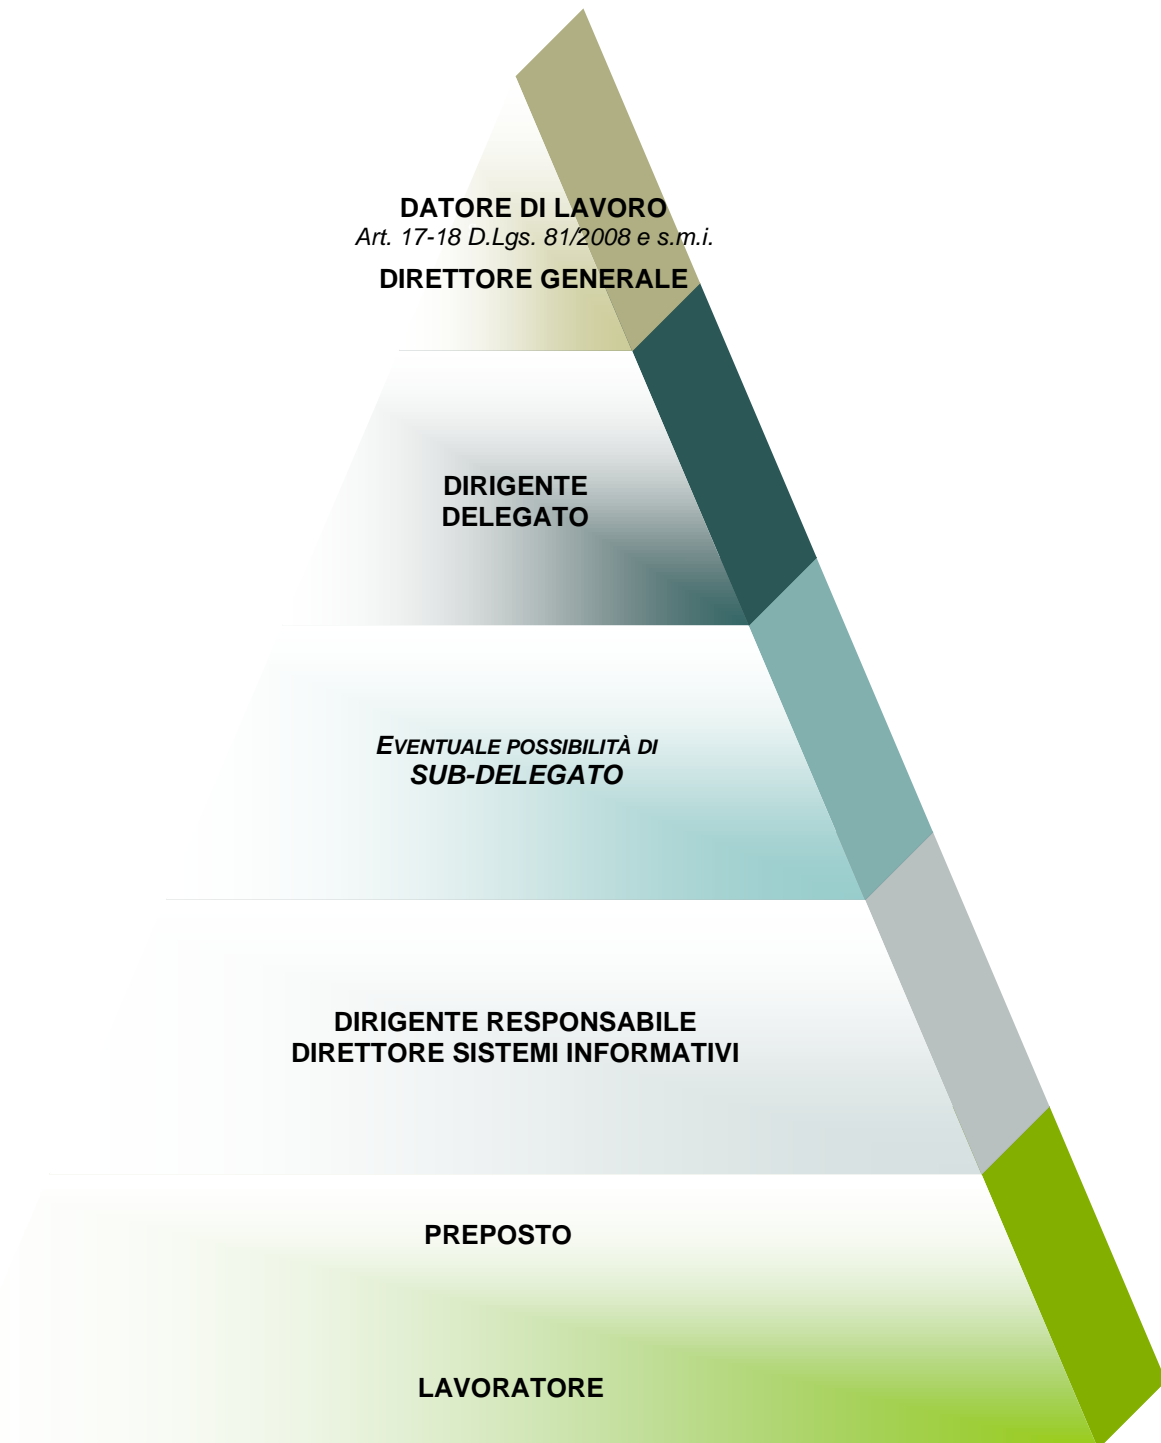 DATORE DI LAVORO
Art. 17-18 D.Lgs. 81/2008 e s.m.i.
DIRETTORE GENERALE
DIRIGENTE
DELEGATO
EVENTUALE POSSIBILITÀ DI
SUB-DELEGATO
DIRIGENTE RESPONSABILE
DIRETTORE SISTEMI INFORMATIVI
PREPOSTO
LAVORATORE